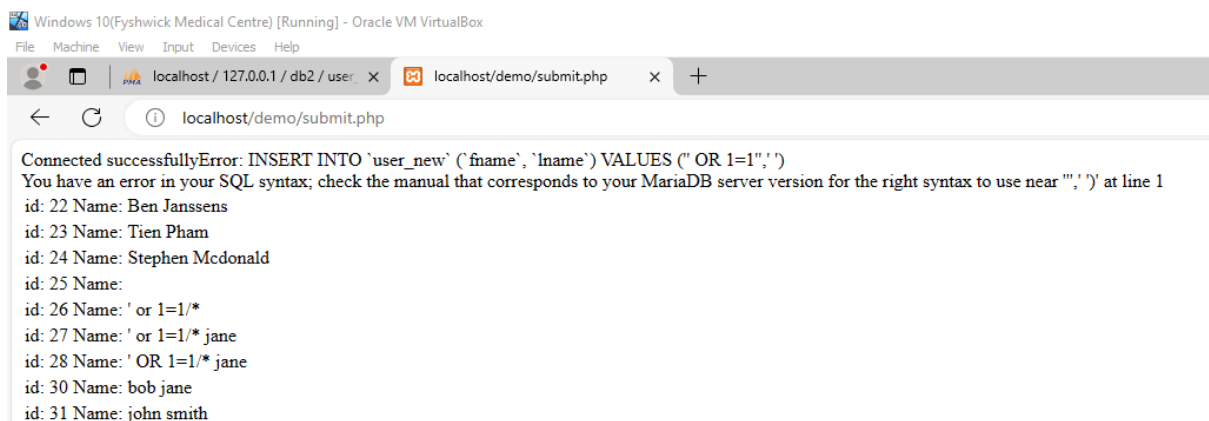 Windows 10(Fyshwick Medical Centre) [Running] - Oracle VM VirtualBox
File Machine View Input Devices Help
PMA localhost / 127.0.0.1 / db2 / user_ localhost/demo/submit.php
localhost/demo/submit.php
Connected successfullyError: INSERT INTO `user_new` (`fname`, `lname`) VALUES ('' OR 1=1'',' ')
You have an error in your SQL syntax; check the manual that corresponds to your MariaDB server version for the right syntax to use near ''',' ')' at line 1
id: 22 Name: Ben Janssens
id: 23 Name: Tien Pham
id: 24 Name: Stephen Mcdonald
id: 25 Name:
id: 26 Name: ' or 1=1/*
id: 27 Name: ' or 1=1/* jane
id: 28 Name: ' OR 1=1/* jane
id: 30 Name: bob jane
id: 31 Name: john smith